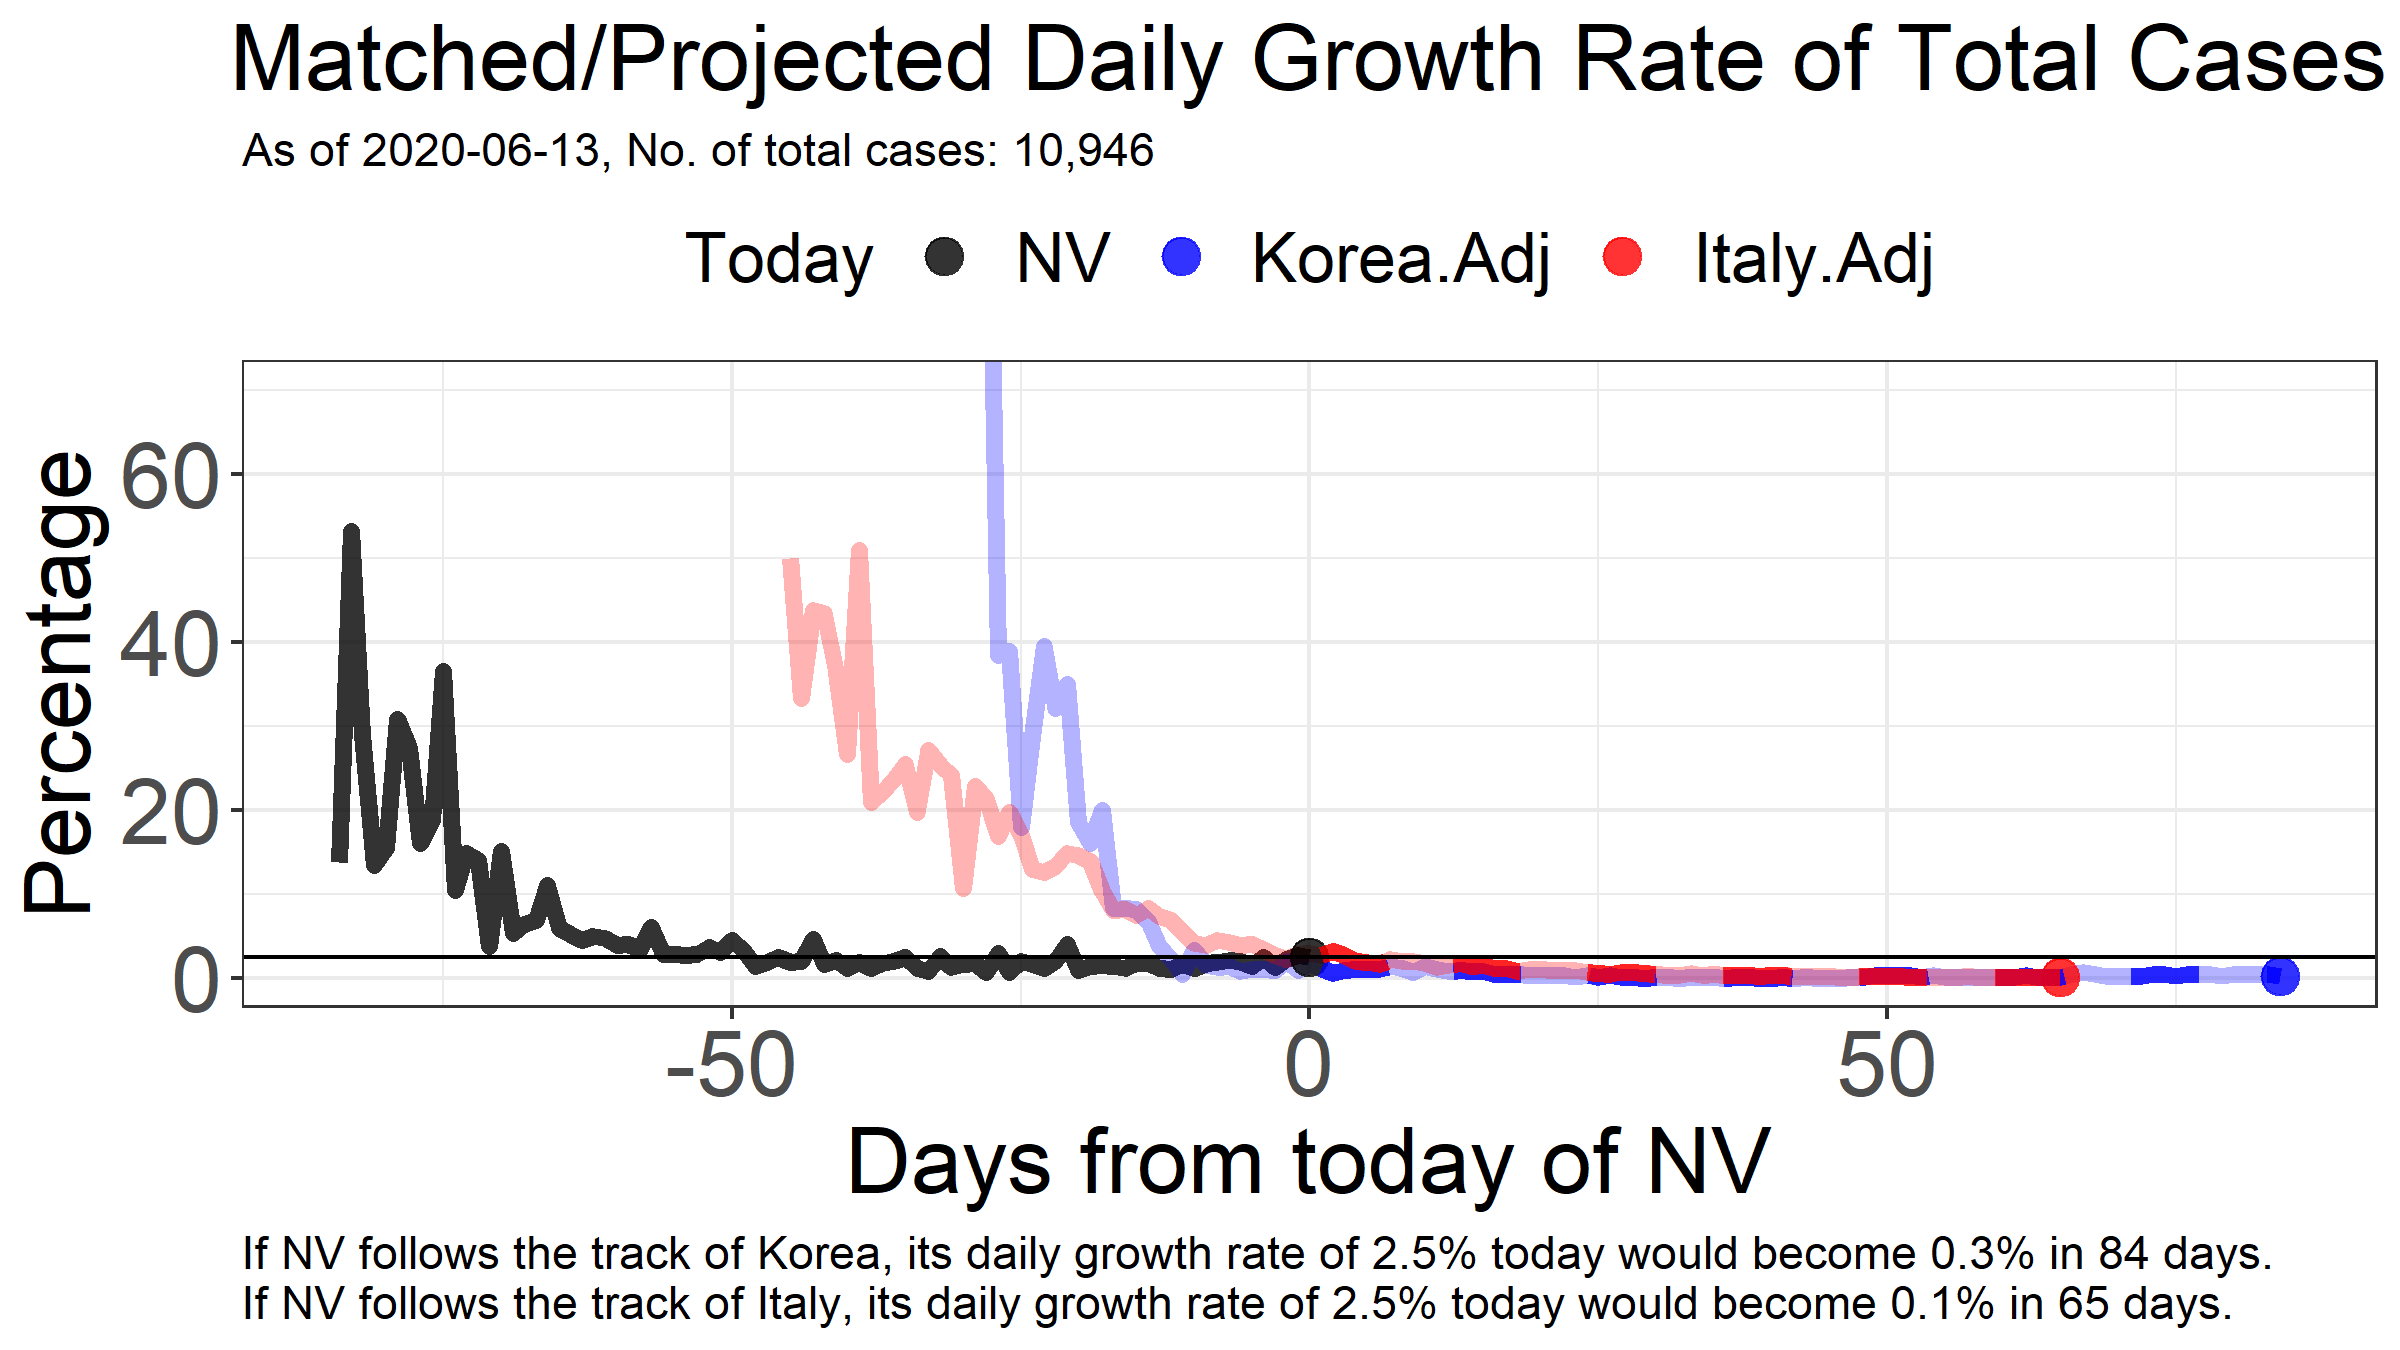 Matched/Projected Daily Growth Rate of Total Cases
As of 2020-06-13, No. of total cases: 10,946
Today NV Korea.Adj Italy.Adj
Percentage
60
40
20
0
-50 0 50
Days from today of NV
If NV follows the track of Korea, its daily growth rate of 2.5% today would become 0.3% in 84 days.
If NV follows the track of Italy, its daily growth rate of 2.5% today would become 0.1% in 65 days.